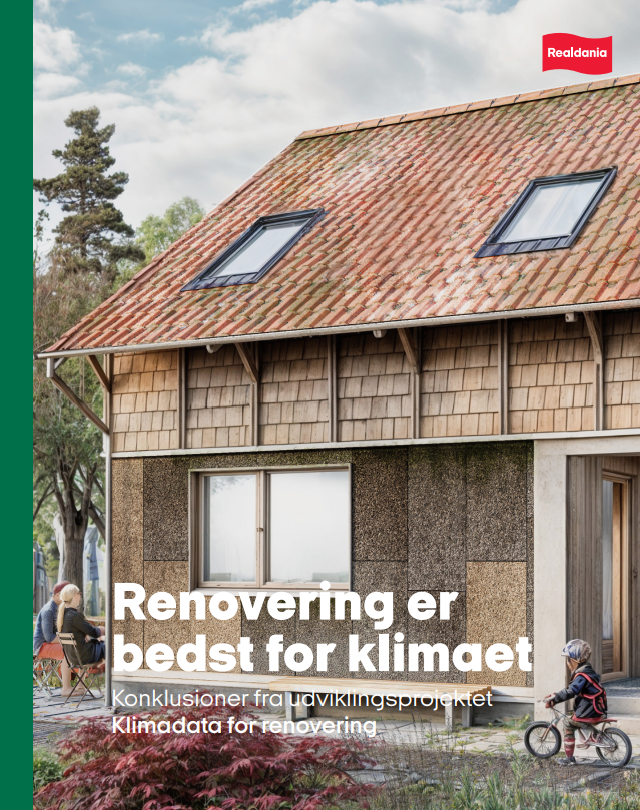 Realdania
Renovering er
bedst for klimaet
Konklusioner fra udviklingsprojektet
Klimadata for renovering